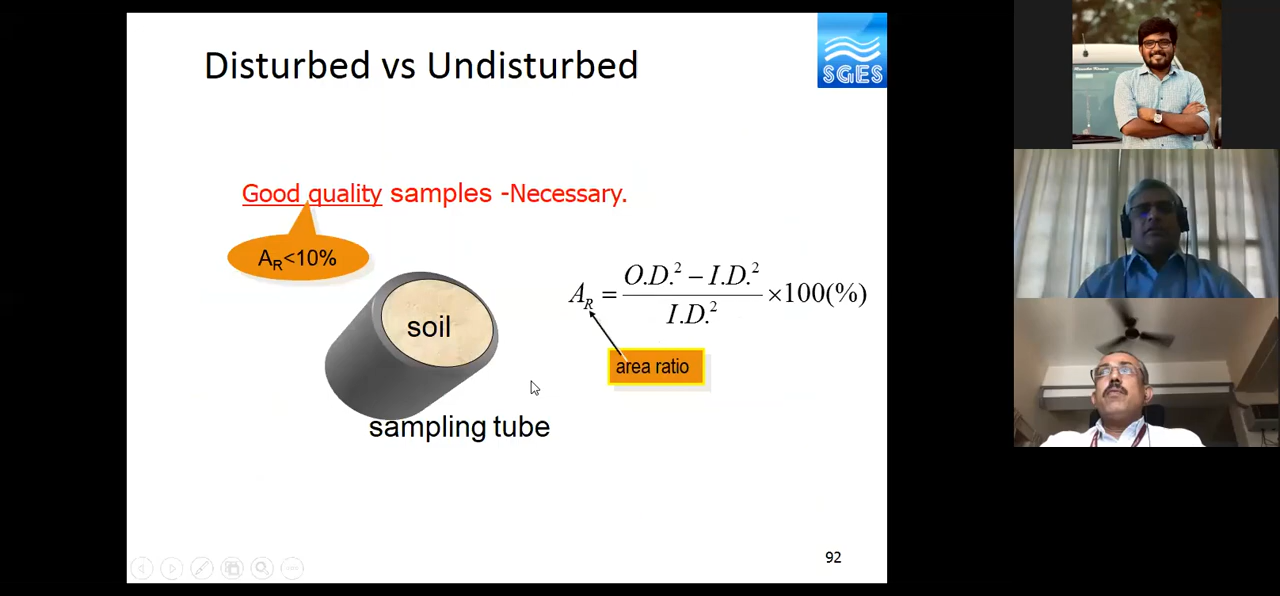 Disturbed vs Undisturbed
SGES
Good quality samples -Necessary.
A_R<10%
soil
sampling tube
A_R = (O.D.² − I.D.²) / I.D.² ×100(%)
area ratio
92